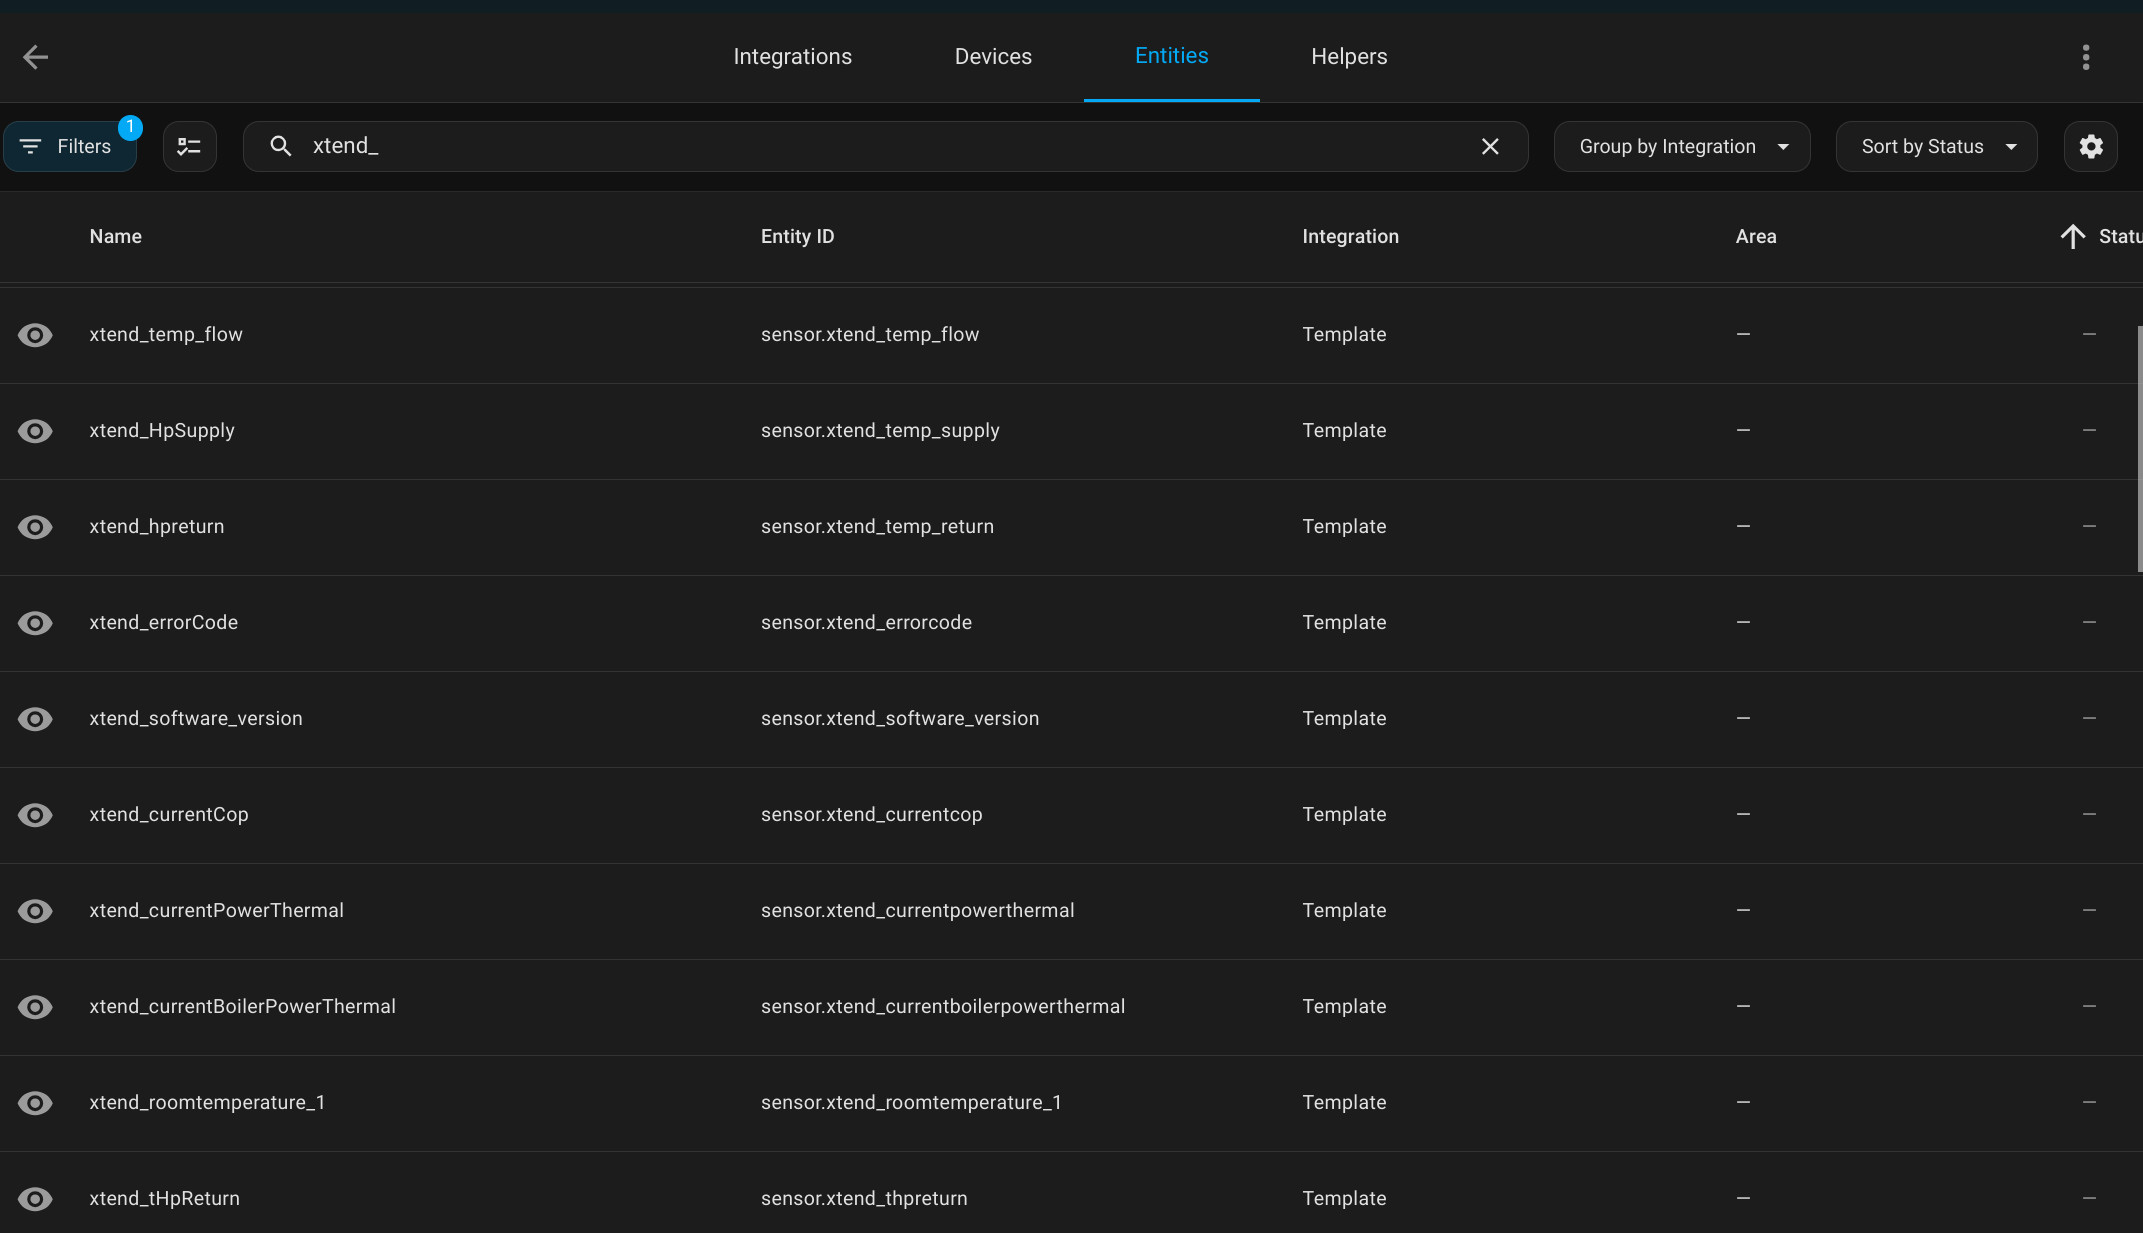 Integrations Devices Entities Helpers
Filters 1 xtend_ Group by Integration Sort by Status
Name Entity ID Integration Area Statu
xtend_temp_flow sensor.xtend_temp_flow Template — —
xtend_HpSupply sensor.xtend_temp_supply Template — —
xtend_hpreturn sensor.xtend_temp_return Template — —
xtend_errorCode sensor.xtend_errorcode Template — —
xtend_software_version sensor.xtend_software_version Template — —
xtend_currentCop sensor.xtend_currentcop Template — —
xtend_currentPowerThermal sensor.xtend_currentpowerthermal Template — —
xtend_currentBoilerPowerThermal sensor.xtend_currentboilerpowerthermal Template — —
xtend_roomtemperature_1 sensor.xtend_roomtemperature_1 Template — —
xtend_tHpReturn sensor.xtend_thpreturn Template — —